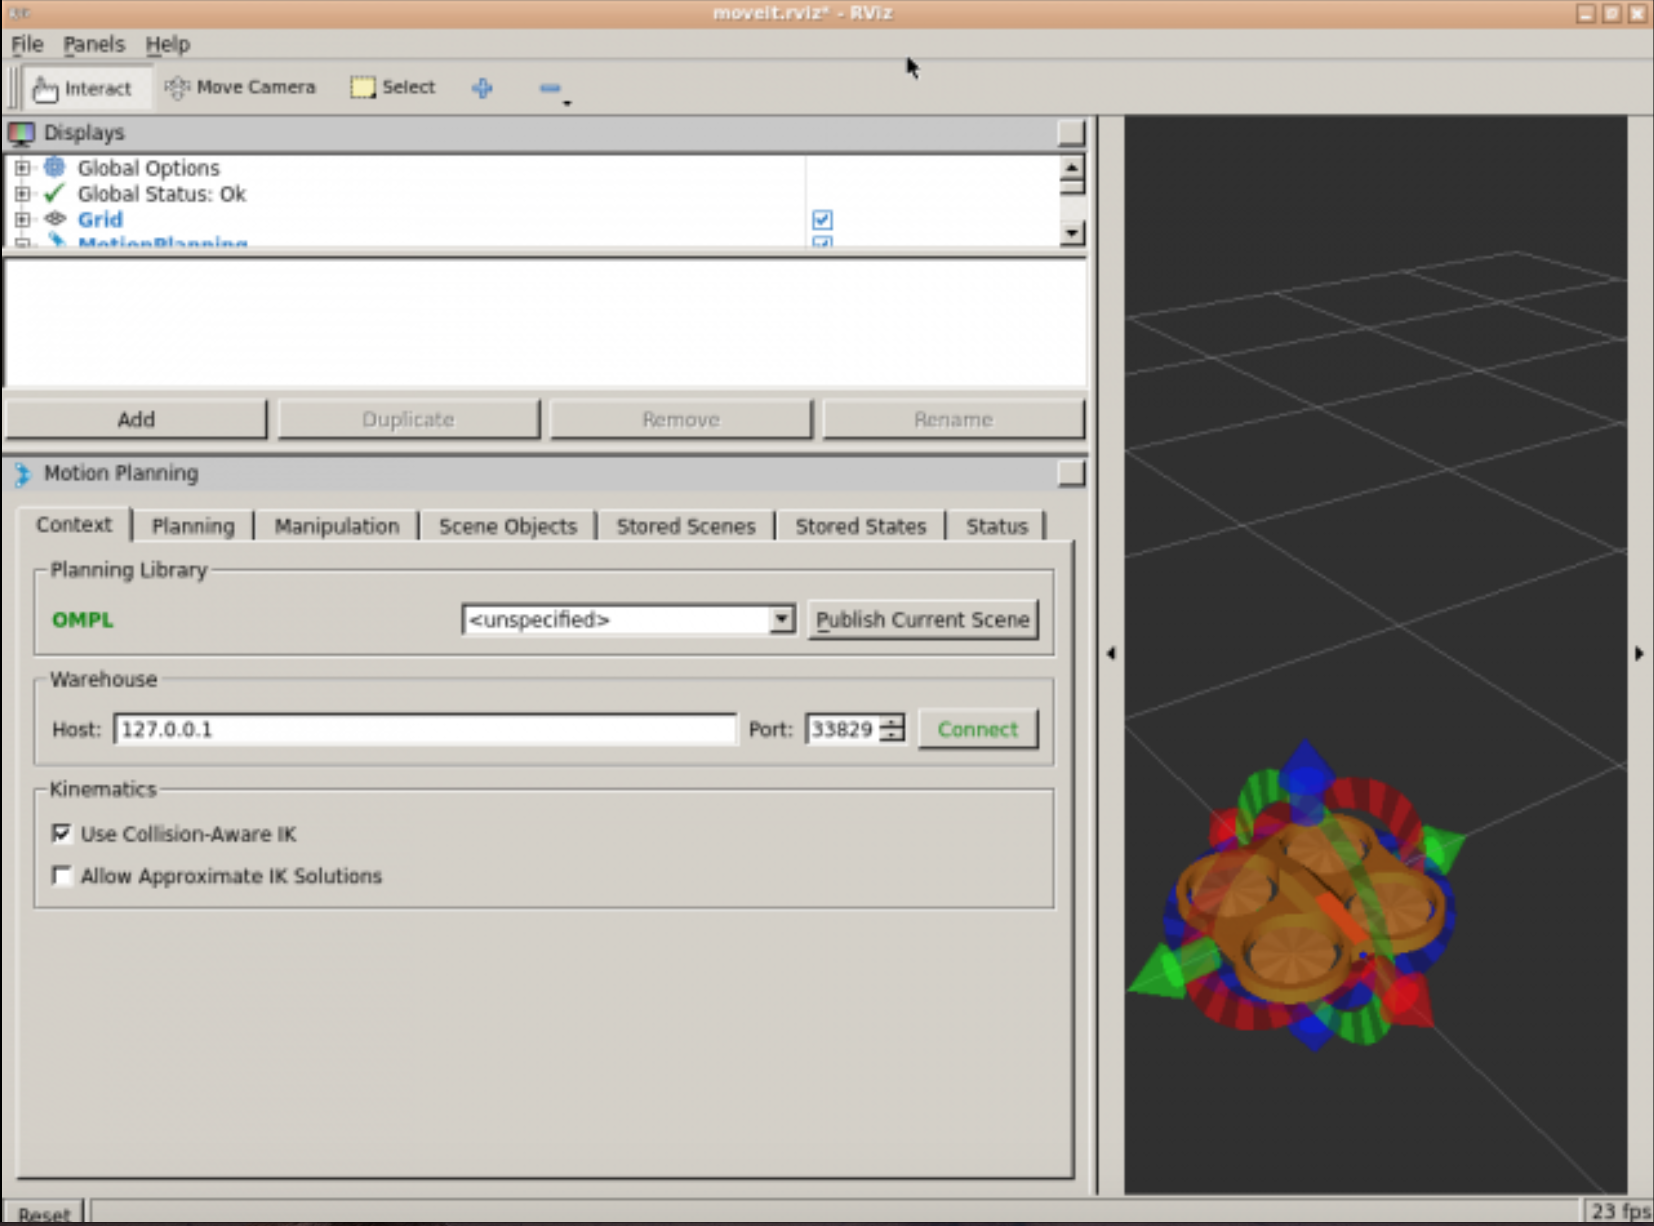 moveit.rviz* - RViz
File Panels Help
Interact Move Camera Select
Displays
Global Options
Global Status: Ok
Grid
MotionPlanning
Add Duplicate Remove Rename
Motion Planning
Context Planning Manipulation Scene Objects Stored Scenes Stored States Status
Planning Library
OMPL <unspecified> Publish Current Scene
Warehouse
Host: 127.0.0.1 Port: 33829 Connect
Kinematics
Use Collision-Aware IK
Allow Approximate IK Solutions
Reset 23 fps